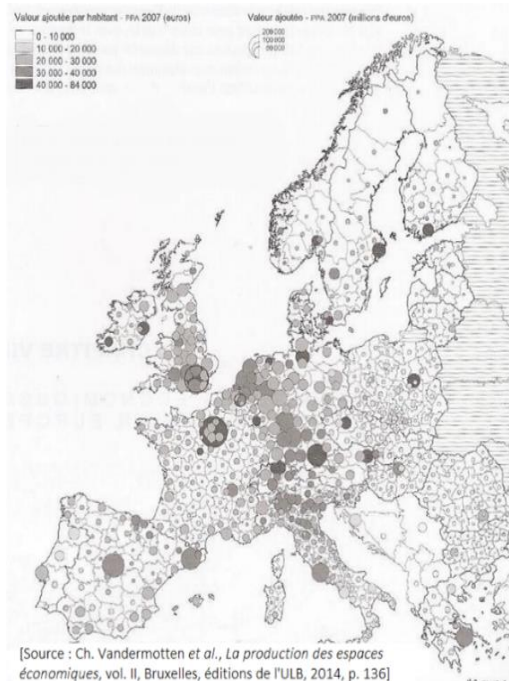 Valeur ajoutée par habitant - PPA 2007 (euros)
0 - 10 000
10 000 - 20 000
20 000 - 30 000
30 000 - 40 000
40 000 - 84 000
Valeur ajoutée - PPA 2007 (millions d'euros)
200 000
100 000
[Source : Ch. Vandermotten et al., La production des espaces
économiques, vol. II, Bruxelles, éditions de l'ULB, 2014, p. 136]